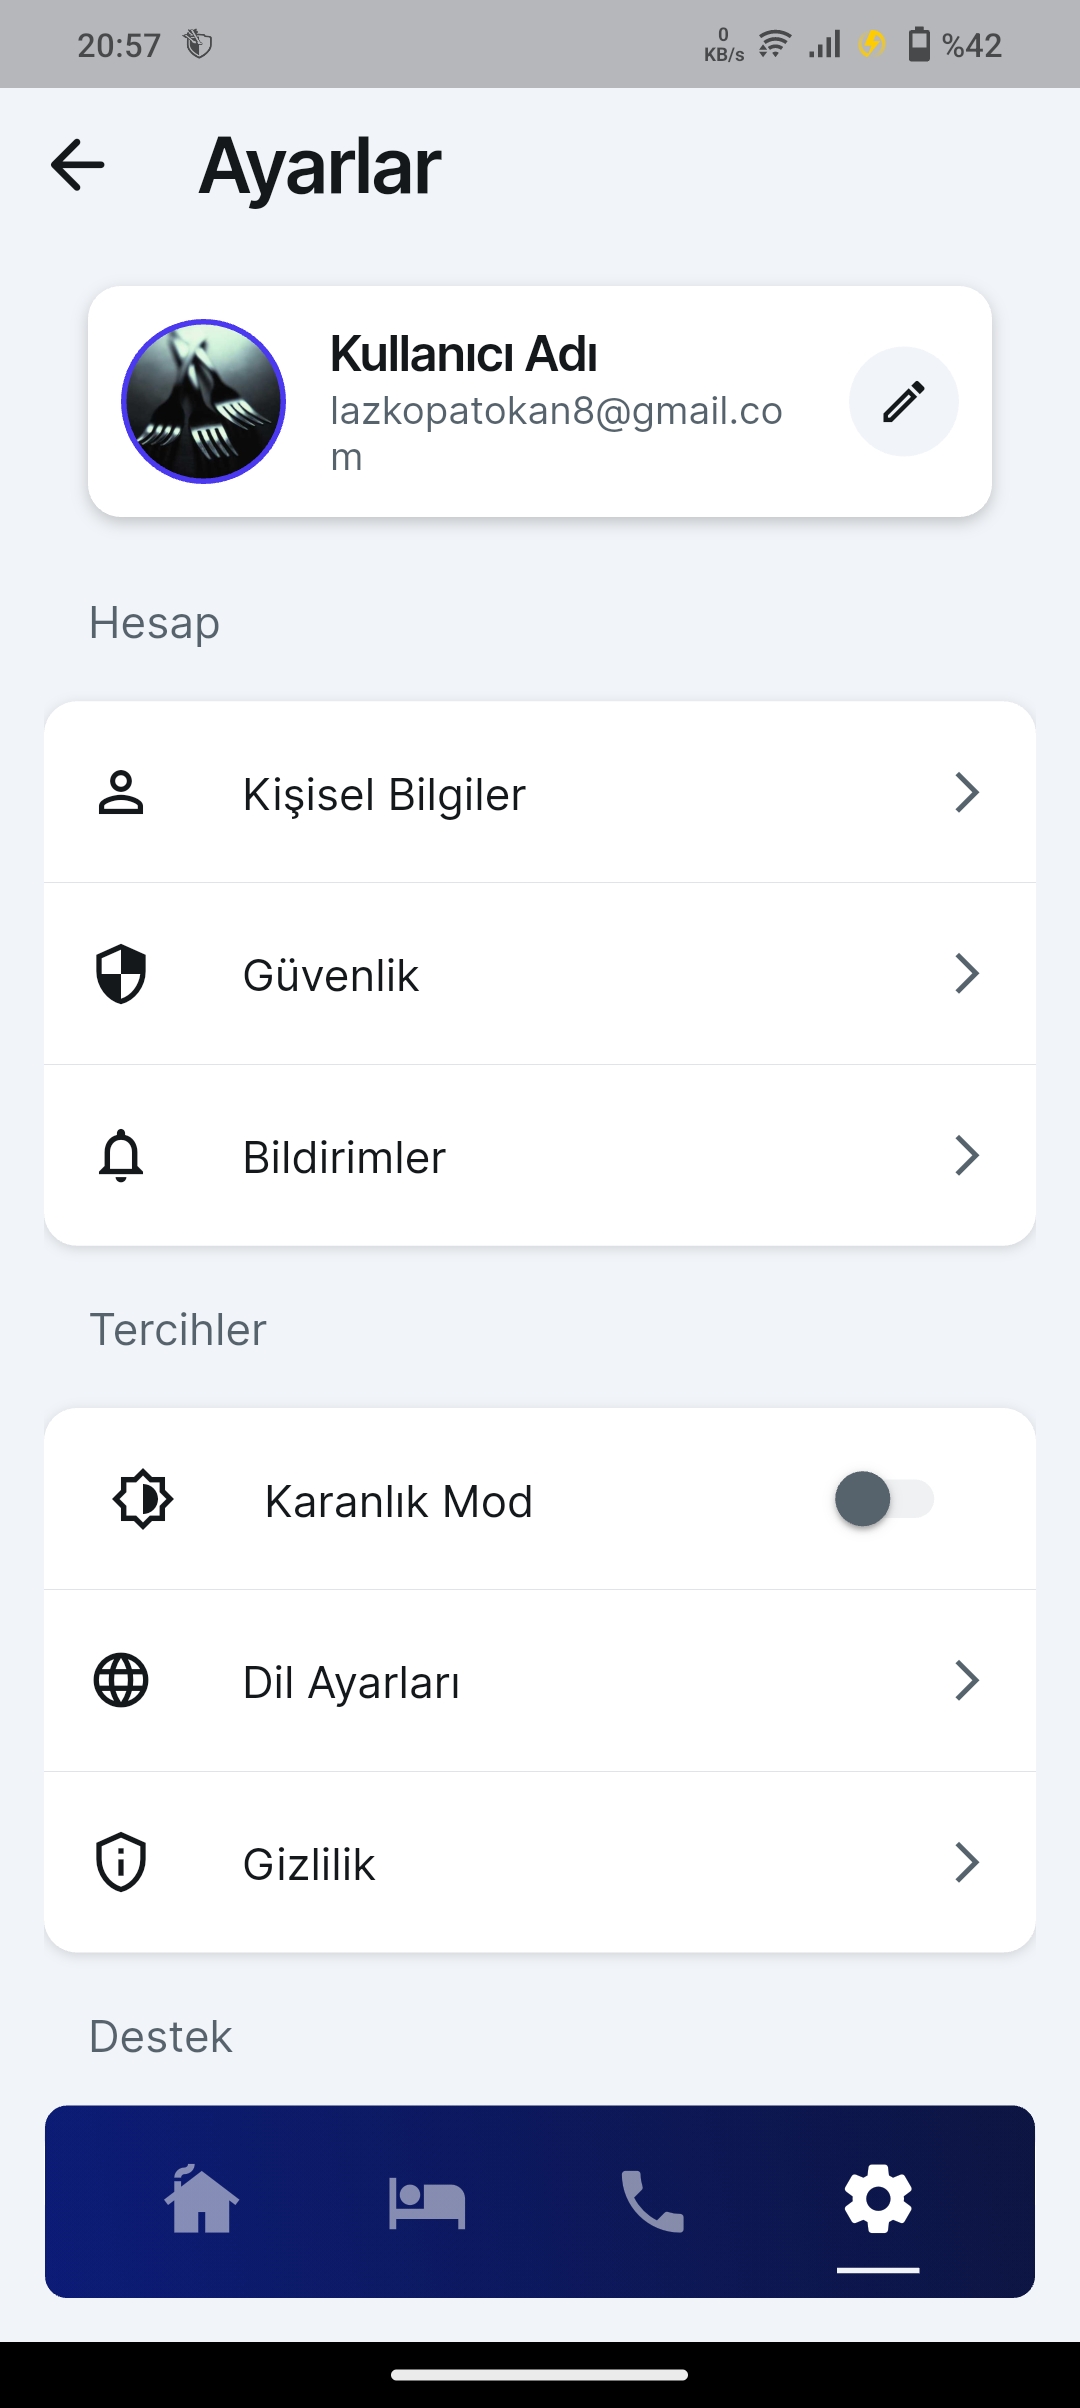 20:57
0
KB/s
%42
Ayarlar
Kullanıcı Adı
lazkopatokan8@gmail.co
m
Hesap
Kişisel Bilgiler
Güvenlik
Bildirimler
Tercihler
Karanlık Mod
Dil Ayarları
Gizlilik
Destek